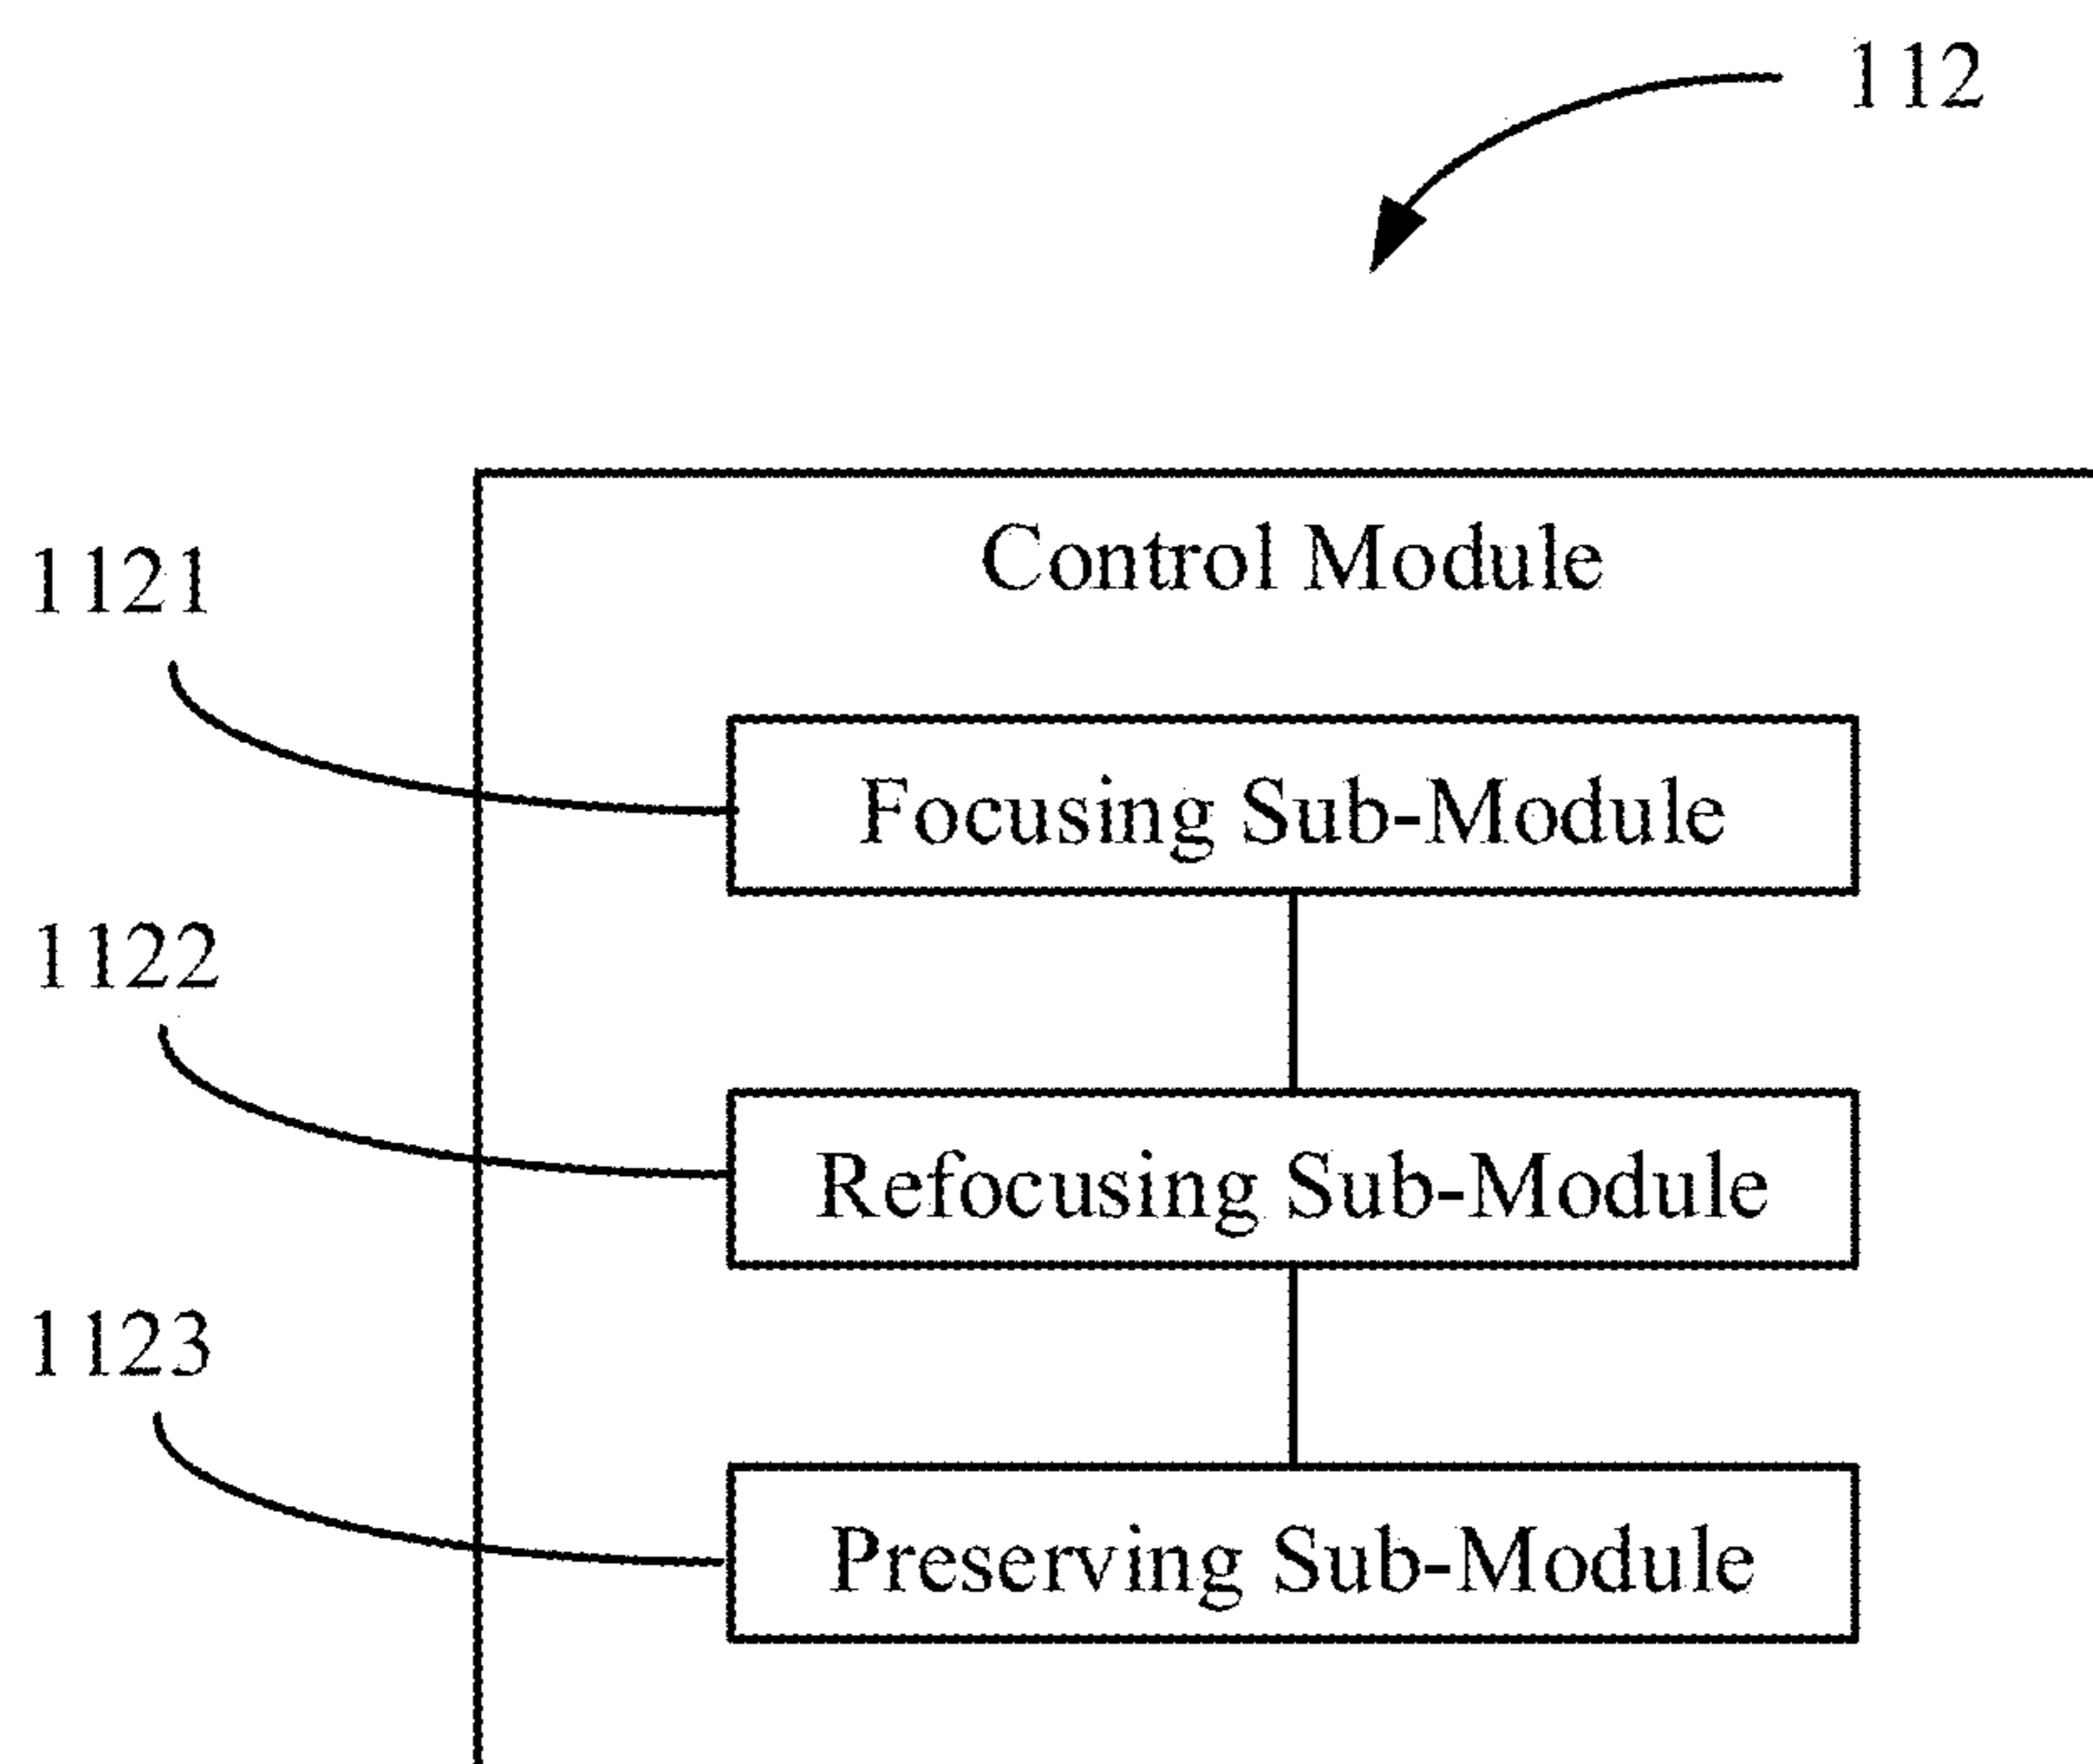 112
Control Module
1121
Focusing Sub-Module
1122
Refocusing Sub-Module
1123
Preserving Sub-Module